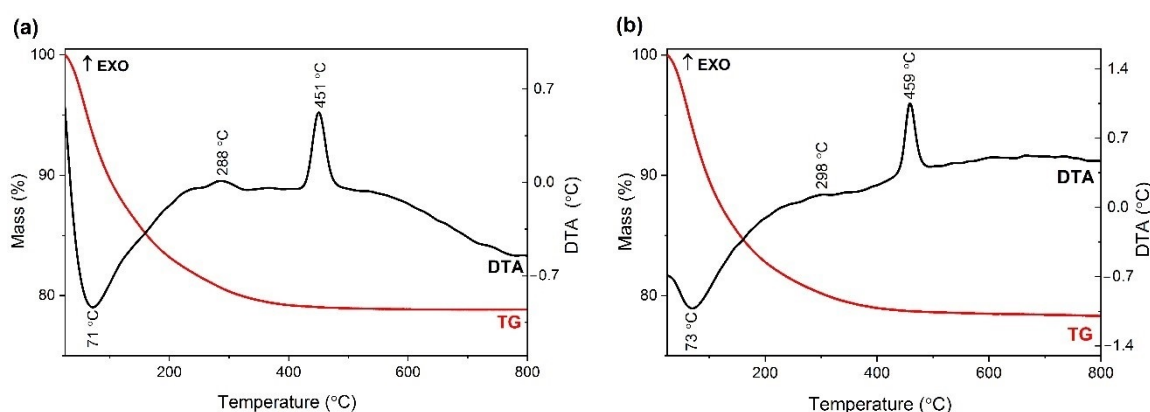 (a)
↑ EXO
Mass (%)
100
90
80
0.7
0.0
−0.7
DTA (°C)
71 °C
288 °C
451 °C
DTA
TG
0
200
400
600
800
Temperature (°C)
(b)
↑ EXO
Mass (%)
100
90
80
1.4
0.7
0.0
−0.7
−1.4
DTA (°C)
73 °C
298 °C
459 °C
DTA
TG
200
400
600
800
Temperature (°C)